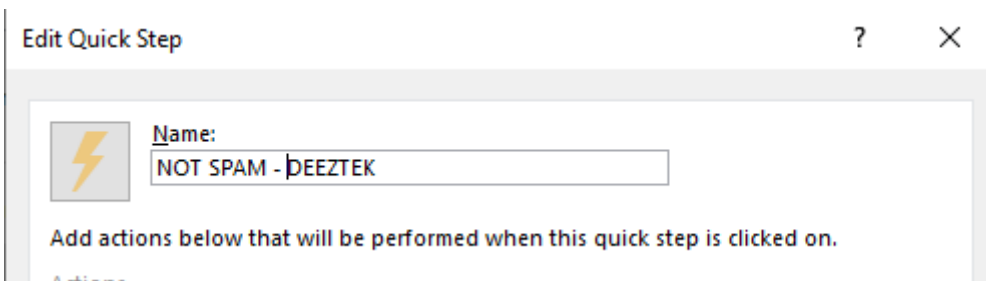 Edit Quick Step
?
Name:
NOT SPAM - DEEZTEK
Add actions below that will be performed when this quick step is clicked on.